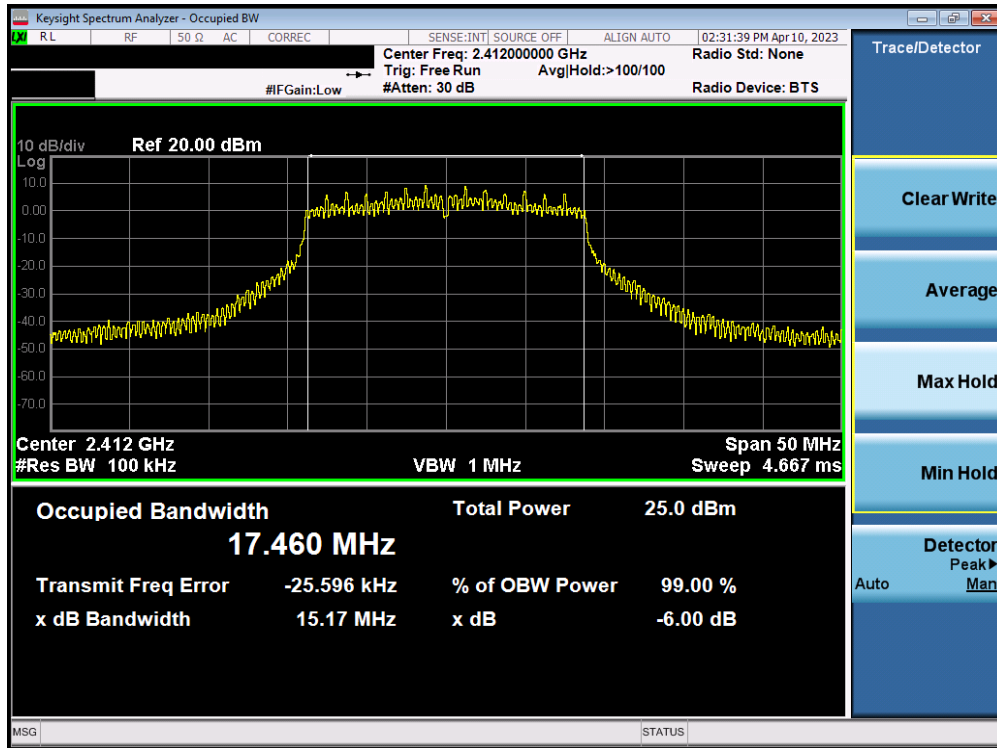 Keysight Spectrum Analyzer - Occupied BW
LXI RL RF 50 Ω AC CORREC SENSE:INT SOURCE OFF ALIGN AUTO 02:31:39 PM Apr 10, 2023
Center Freq: 2.412000000 GHz Radio Std: None
Trig: Free Run Avg|Hold:>100/100
#IFGain:Low #Atten: 30 dB Radio Device: BTS
10 dB/div Ref 20.00 dBm
Log
10.0
0.00
-10.0
-20.0
-30.0
-40.0
-50.0
-60.0
-70.0
Center 2.412 GHz Span 50 MHz
#Res BW 100 kHz VBW 1 MHz Sweep 4.667 ms
Occupied Bandwidth Total Power 25.0 dBm
17.460 MHz
Transmit Freq Error -25.596 kHz % of OBW Power 99.00 %
x dB Bandwidth 15.17 MHz x dB -6.00 dB
MSG STATUS
Trace/Detector
Clear Write
Average
Max Hold
Min Hold
Detector
Peak▶
Auto Man